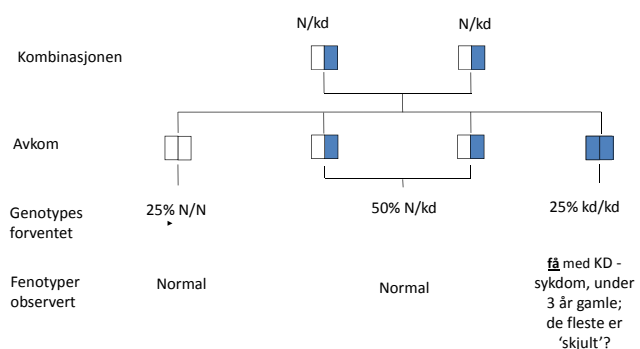 N/kd N/kd
Kombinasjonen
Avkom
Genotypes
forventet
25% N/N
50% N/kd
25% kd/kd
Fenotyper
observert
Normal
Normal
få med KD -
sykdom, under
3 år gamle;
de fleste er
‘skjult’?